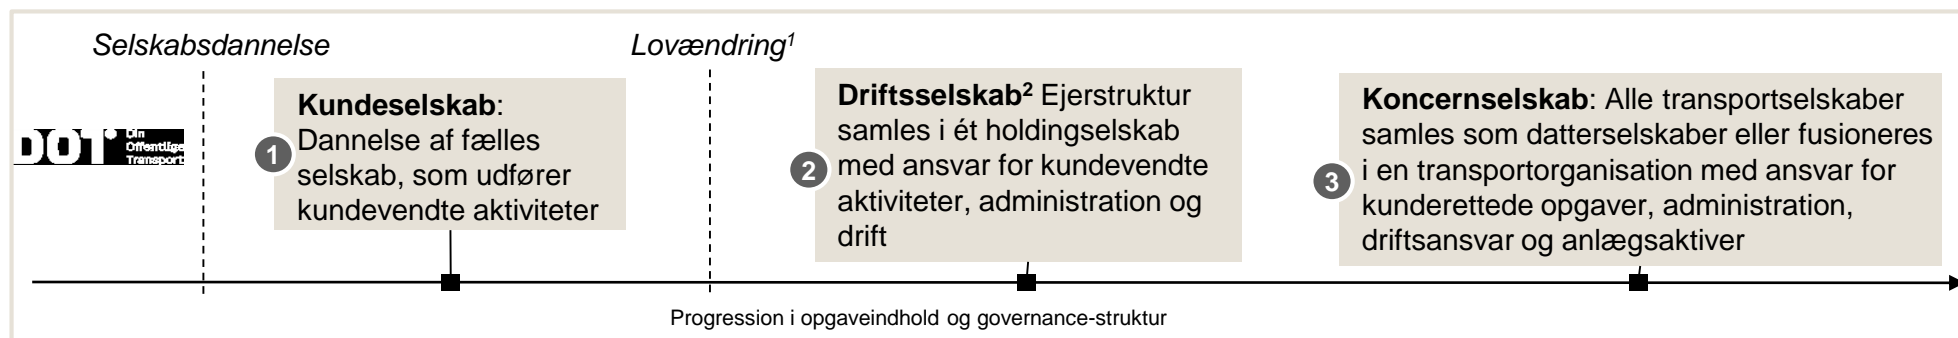 Selskabsdannelse
Lovændring1
DOT
Din
Offentlige
Transport
1
Kundeselskab:
Dannelse af fælles
selskab, som udfører
kundevendte aktiviteter
2
Driftsselskab2 Ejerstruktur
samles i ét holdingselskab
med ansvar for kundevendte
aktiviteter, administration og
drift
3
Koncernselskab: Alle transportselskaber
samles som datterselskaber eller fusioneres
i en transportorganisation med ansvar for
kunderettede opgaver, administration,
driftsansvar og anlægsaktiver
Progression i opgaveindhold og governance-struktur